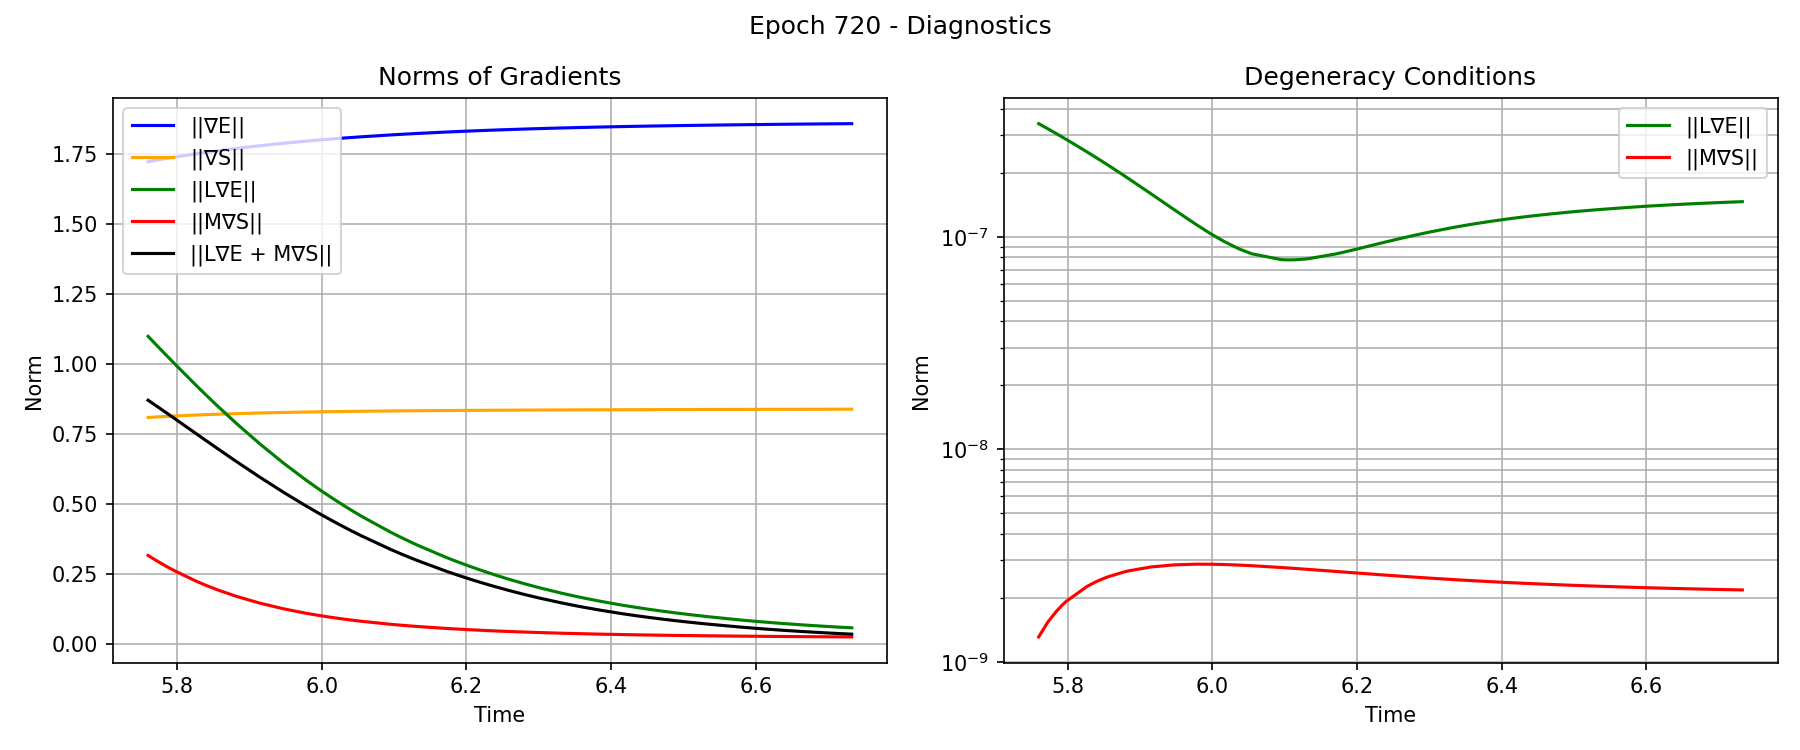 Epoch 720 - Diagnostics
Norms of Gradients
||∇E||
||∇S||
||L∇E||
||M∇S||
||L∇E + M∇S||
1.75
1.50
1.25
1.00
0.75
0.50
0.25
0.00
Norm
5.8 6.0 6.2 6.4 6.6
Time
Degeneracy Conditions
||L∇E||
||M∇S||
10⁻⁷
10⁻⁸
10⁻⁹
Norm
5.8 6.0 6.2 6.4 6.6
Time